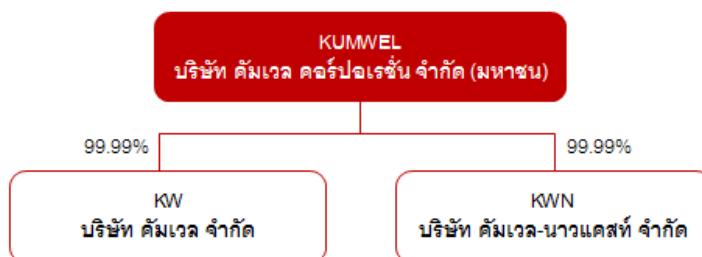 KUMWEL
บริษัท คัมเวล คอร์ปอเรชั่น จำกัด (มหาชน)
99.99%
99.99%
KW
บริษัท คัมเวล จำกัด
KWN
บริษัท คัมเวล-นาวแคสท์ จำกัด